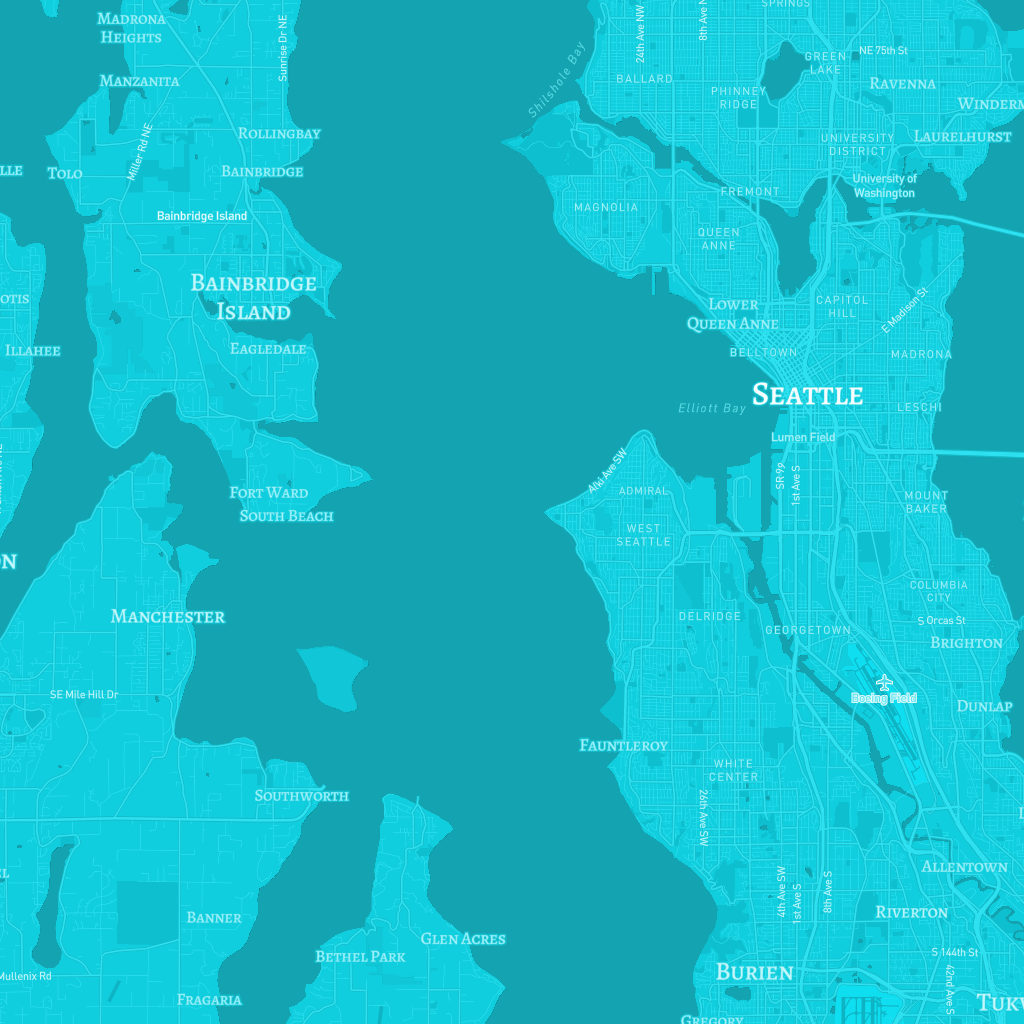 SPRINGS
MADRONA
HEIGHTS
Sunrise Dr NE
24th Ave NW
8th Ave N
Shilshole Bay
NE 75th St
GREEN
LAKE
MANZANITA
BALLARD
RAVENNA
PHINNEY
RIDGE
WINDERM
ROLLINGBAY
LAURELHURST
UNIVERSITY
DISTRICT
Miller Rd NE
LLE
TOLO
BAINBRIDGE
University of
Washington
FREMONT
MAGNOLIA
Bainbridge Island
QUEEN
ANNE
BAINBRIDGE
ISLAND
OTIS
LOWER
QUEEN ANNE
CAPITOL
HILL
E Madison St
ILLAHEE
EAGLEDALE
BELLTOWN
MADRONA
SEATTLE
Elliott Bay
LESCHI
Lumen Field
Alki Ave SW
SR-99
1st Ave S
FORT WARD
ADMIRAL
MOUNT
BAKER
SOUTH BEACH
WEST
SEATTLE
ON
COLUMBIA
CITY
MANCHESTER
DELRIDGE
GEORGETOWN
S Orcas St
BRIGHTON
SE Mile Hill Dr
Boeing Field
DUNLAP
FAUNTLEROY
WHITE
CENTER
SOUTHWORTH
26th Ave SW
ALLENTOWN
EL
4th Ave SW
1st Ave S
8th Ave S
RIVERTON
BANNER
GLEN ACRES
BETHEL PARK
S 144th St
BURIEN
Mullenix Rd
42nd Ave S
FRAGARIA
TUKW
GREGORY